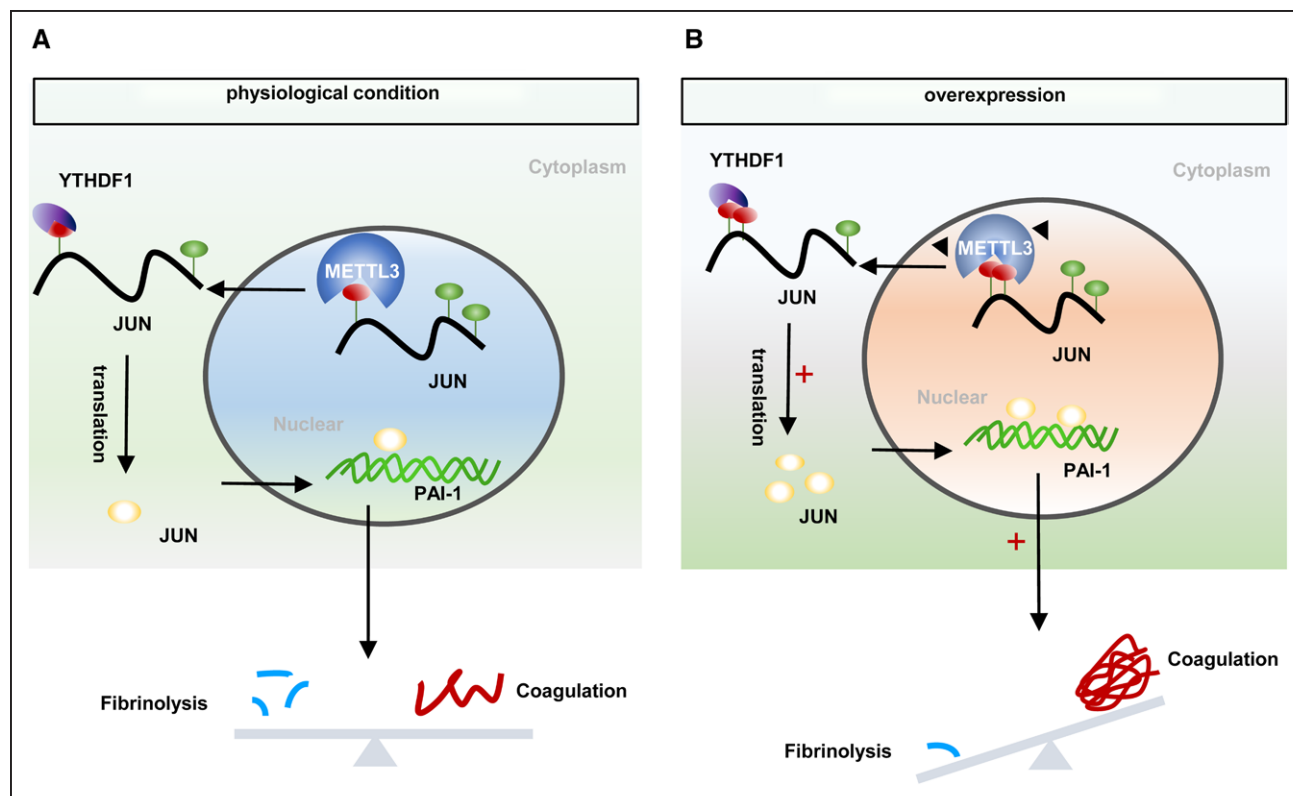 A
physiological condition
Cytoplasm
YTHDF1
METTL3
JUN
JUN
translation
Nuclear
PAI-1
JUN
Fibrinolysis
Coagulation
B
overexpression
YTHDF1
Cytoplasm
METTL3
JUN
JUN
translation
+
Nuclear
PAI-1
JUN
+
Coagulation
Fibrinolysis